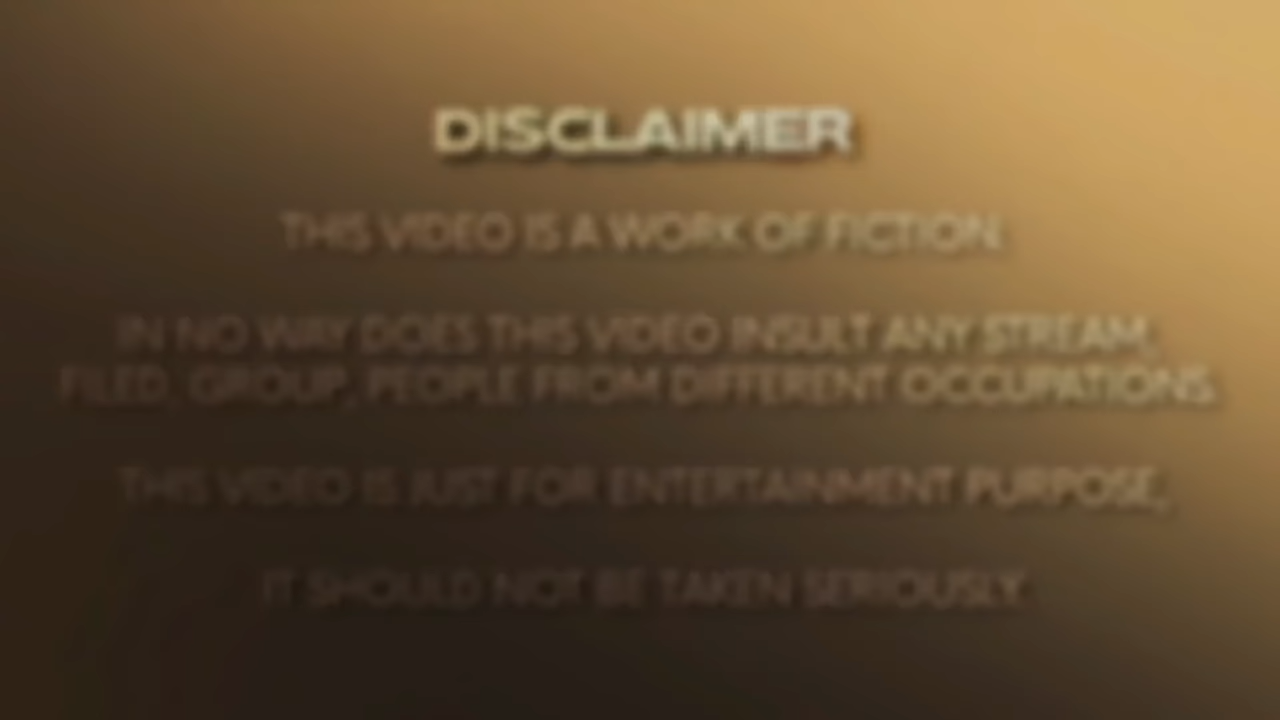 DISCLAIMER
THIS VIDEO IS A WORK OF FICTION.
IN NO WAY DOES THIS VIDEO INSULT ANY STREAM,
FILED, GROUP, PEOPLE FROM DIFFERENT OCCUPATIONS.
THIS VIDEO IS JUST FOR ENTERTAINMENT PURPOSE,
IT SHOULD NOT BE TAKEN SERIOUSLY.